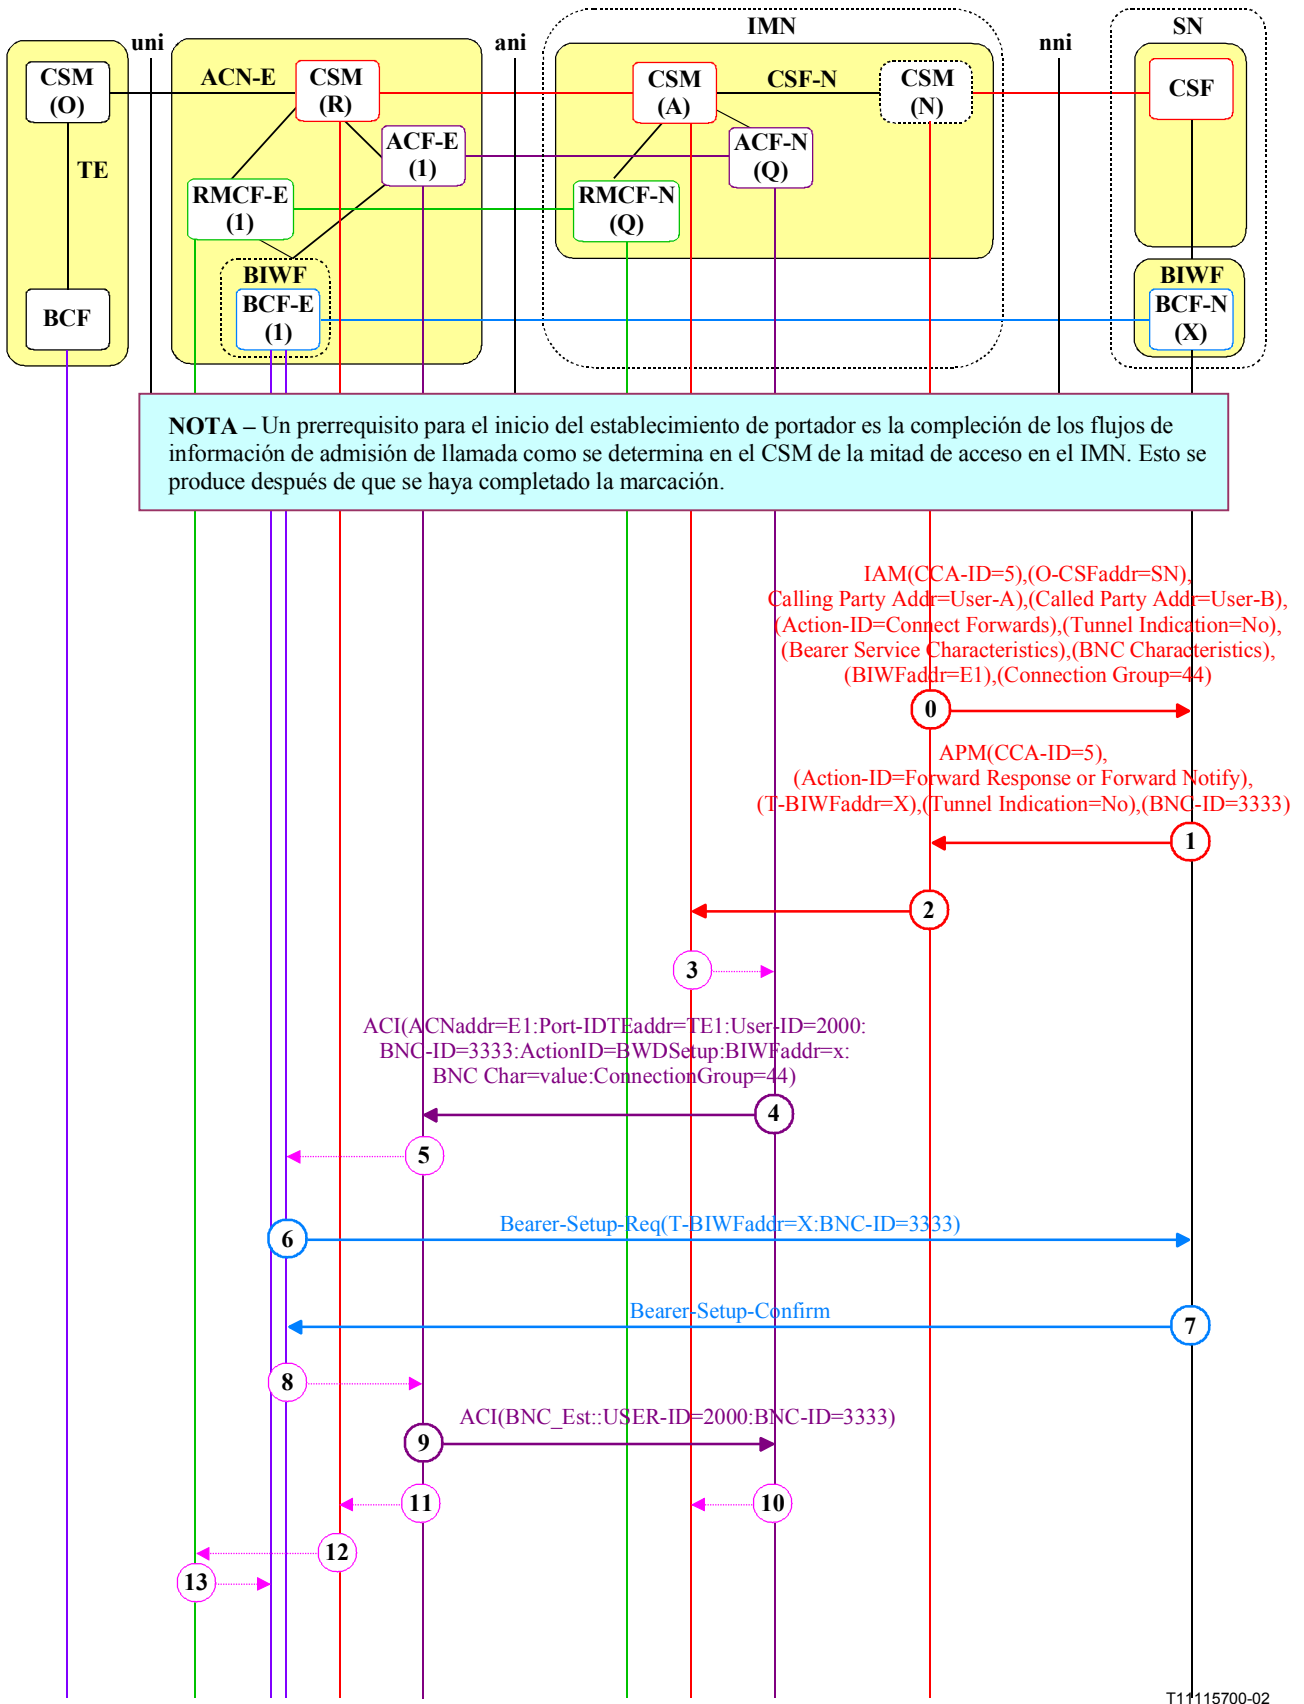 IMN
SN
uni
ani
nni
CSM
(O)
ACN-E
CSM
(R)
CSM
(A)
CSF-N
CSM
(N)
CSF
TE
ACF-E
(1)
ACF-N
(Q)
RMCF-E
(1)
RMCF-N
(Q)
BIWF
BIWF
BCF
BCF-E
(1)
BCF-N
(X)
NOTA – Un prerrequisito para el inicio del establecimiento de portador es la compleción de los flujos de
información de admisión de llamada como se determina en el CSM de la mitad de acceso en el IMN. Esto se
produce después de que se haya completado la marcación.
IAM(CCA-ID=5),(O-CSFaddr=SN),
Calling Party Addr=User-A),(Called Party Addr=User-B),
(Action-ID=Connect Forwards),(Tunnel Indication=No),
(Bearer Service Characteristics),(BNC Characteristics),
(BIWFaddr=E1),(Connection Group=44)
0
APM(CCA-ID=5),
(Action-ID=Forward Response or Forward Notify),
(T-BIWFaddr=X),(Tunnel Indication=No),(BNC-ID=3333)
1
2
3
ACI(ACNaddr=E1:Port-IDTEaddr=TE1:User-ID=2000:
BNC-ID=3333:ActionID=BWDSetup:BIWFaddr=x:
BNC Char=value:ConnectionGroup=44)
4
5
Bearer-Setup-Req(T-BIWFaddr=X:BNC-ID=3333)
6
Bearer-Setup-Confirm
7
8
ACI(BNC_Est::USER-ID=2000:BNC-ID=3333)
9
11
10
12
13
T11115700-02